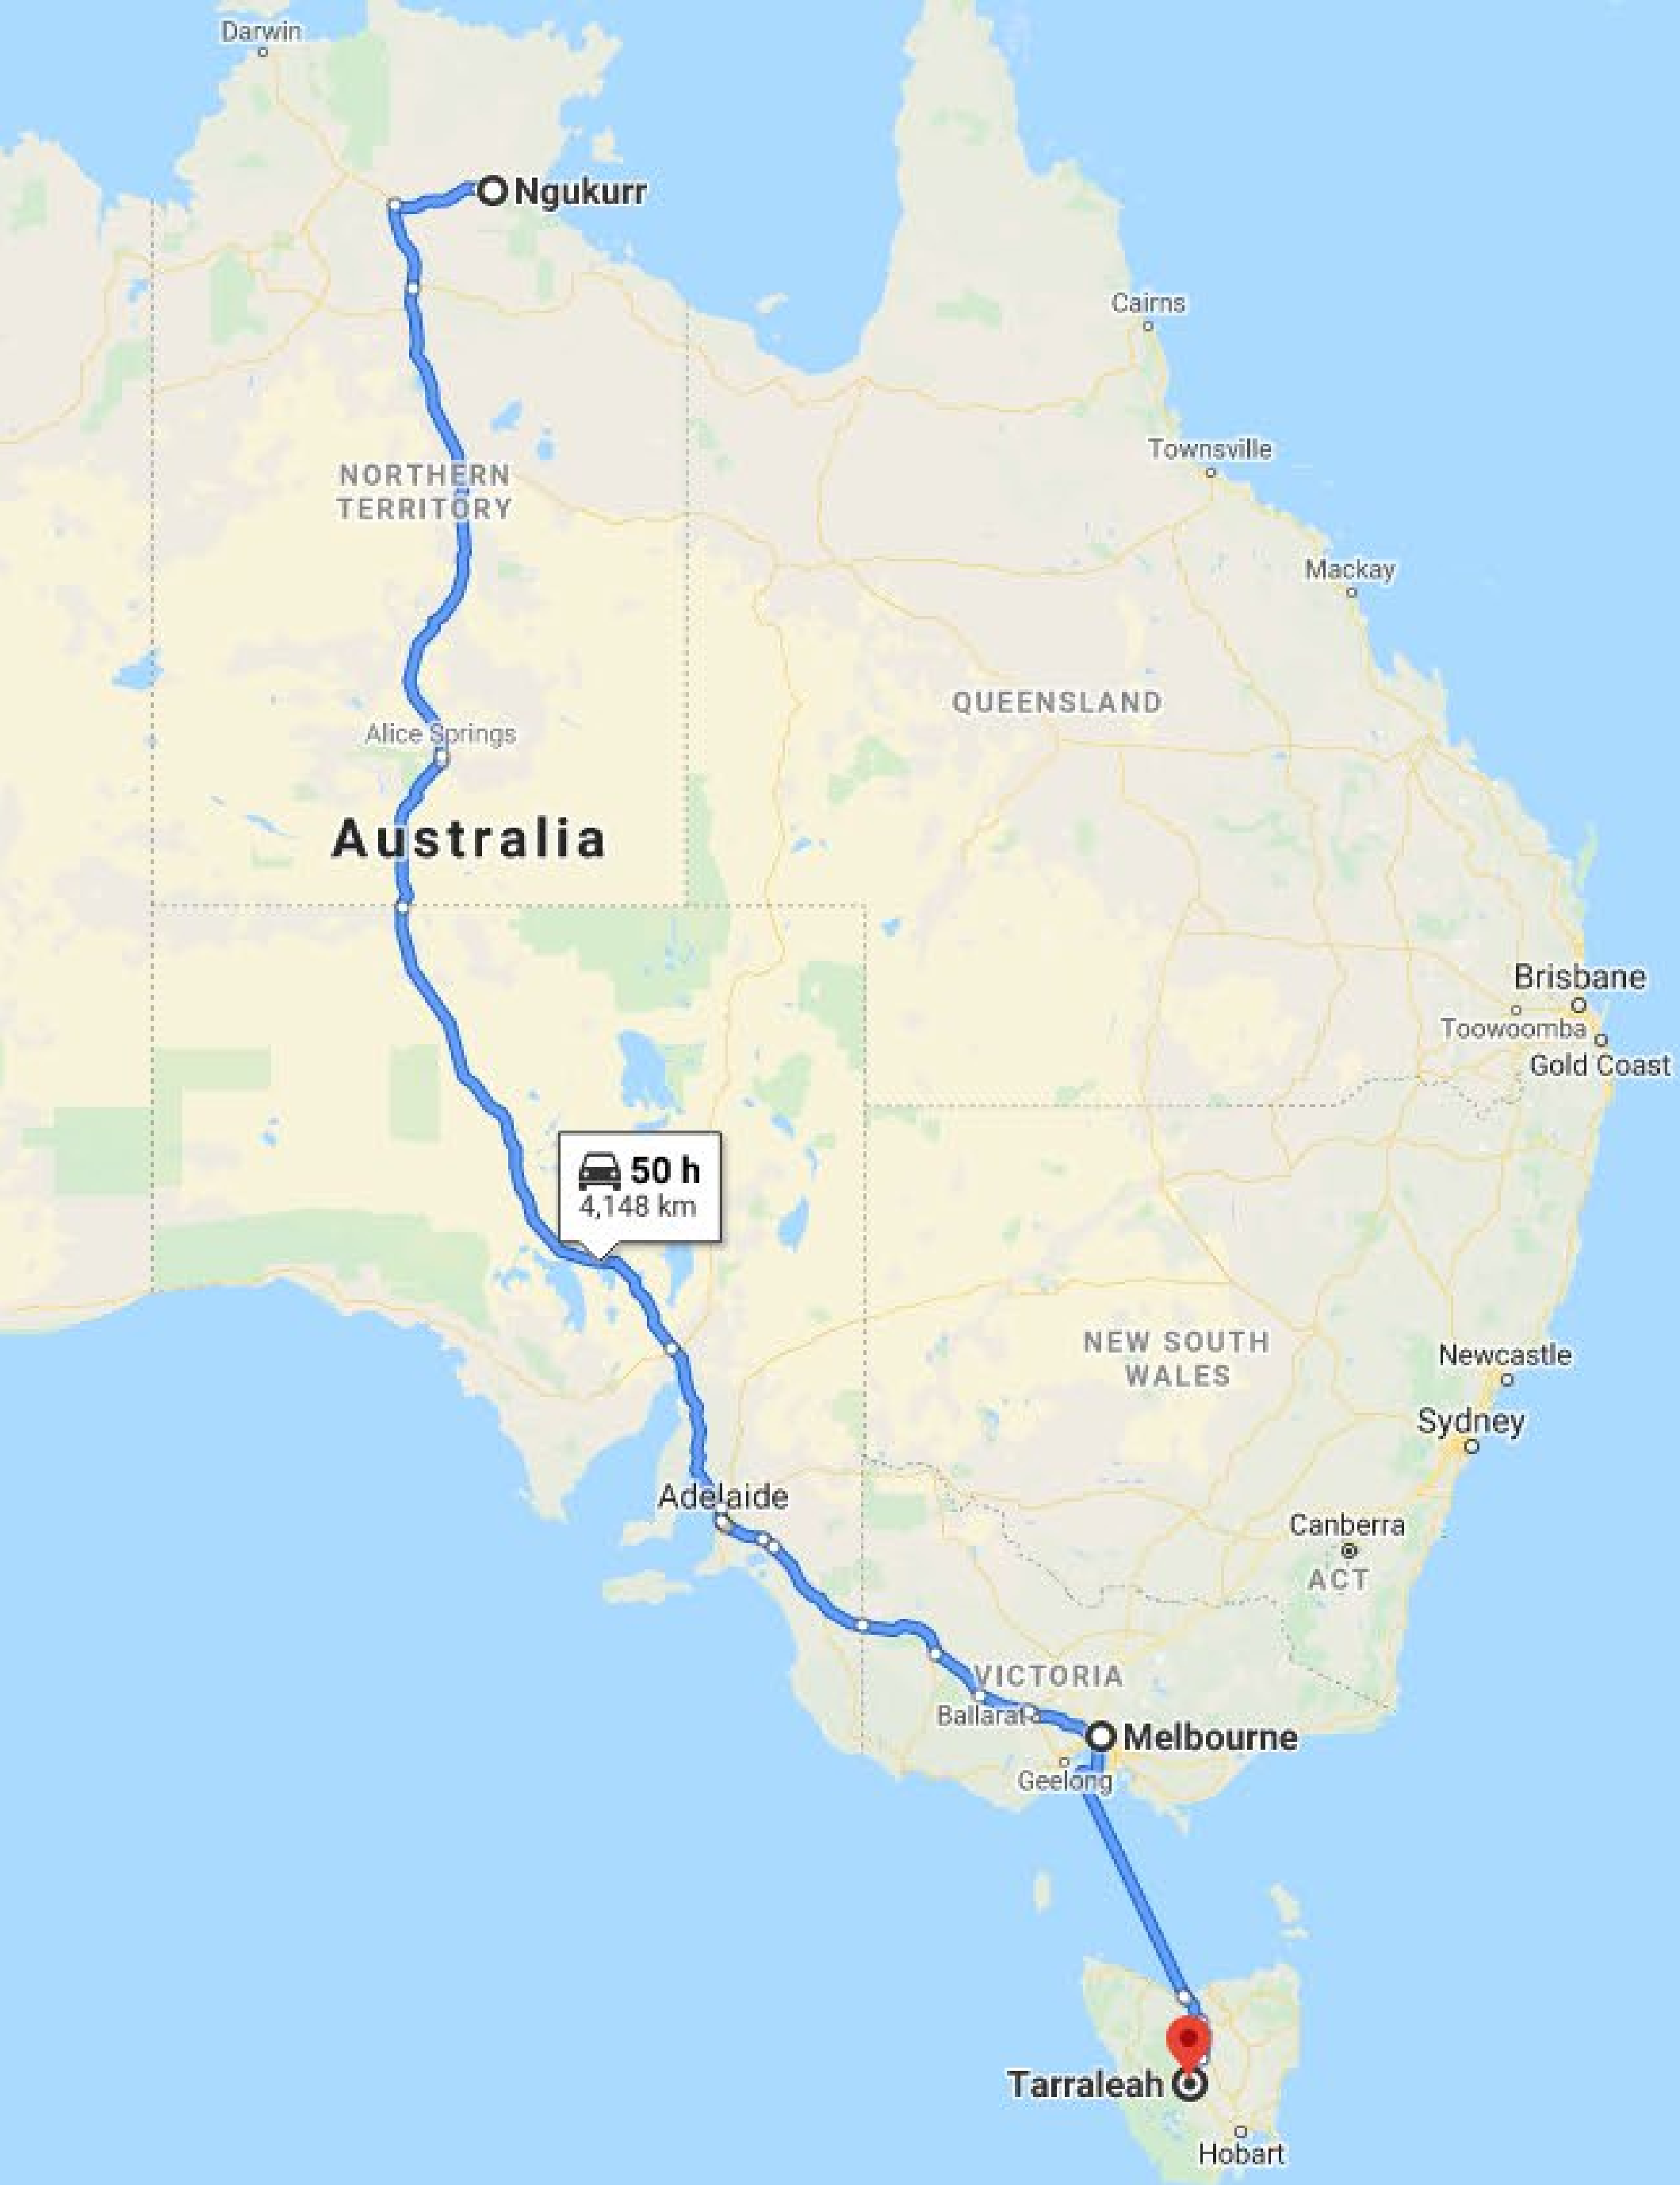 Darwin
Ngukurr
Cairns
Townsville
NORTHERN
TERRITORY
Mackay
QUEENSLAND
Alice Springs
Australia
Brisbane
Toowoomba
Gold Coast
50 h
4,148 km
NEW SOUTH
WALES
Newcastle
Sydney
Adelaide
Canberra
ACT
VICTORIA
Ballarat
Melbourne
Geelong
Tarraleah
Hobart